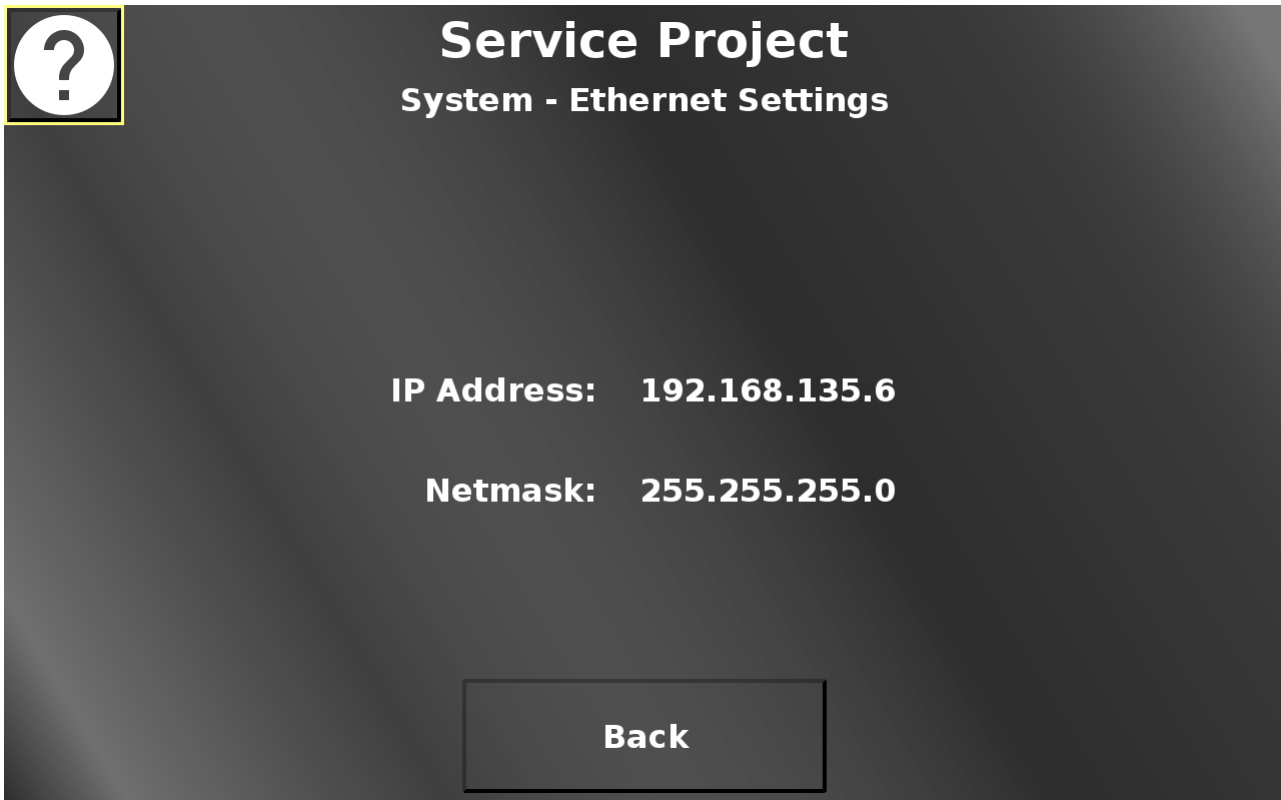 ?
Service Project
System - Ethernet Settings
IP Address: 192.168.135.6
Netmask: 255.255.255.0
Back